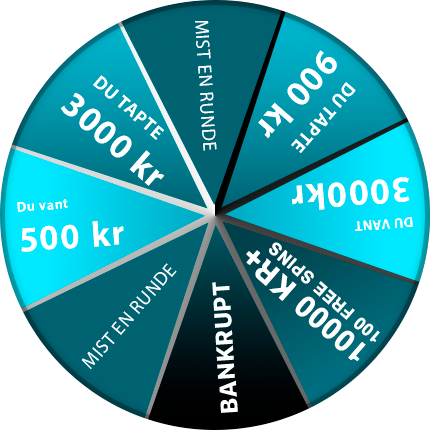 MIST EN RUNDE
DU TAPTE
900 kr
DU VANT
3000kr
10000 KR+
100 FREE SPINS
BANKRUPT
MIST EN RUNDE
Du vant
500 kr
DU TAPTE
3000 kr